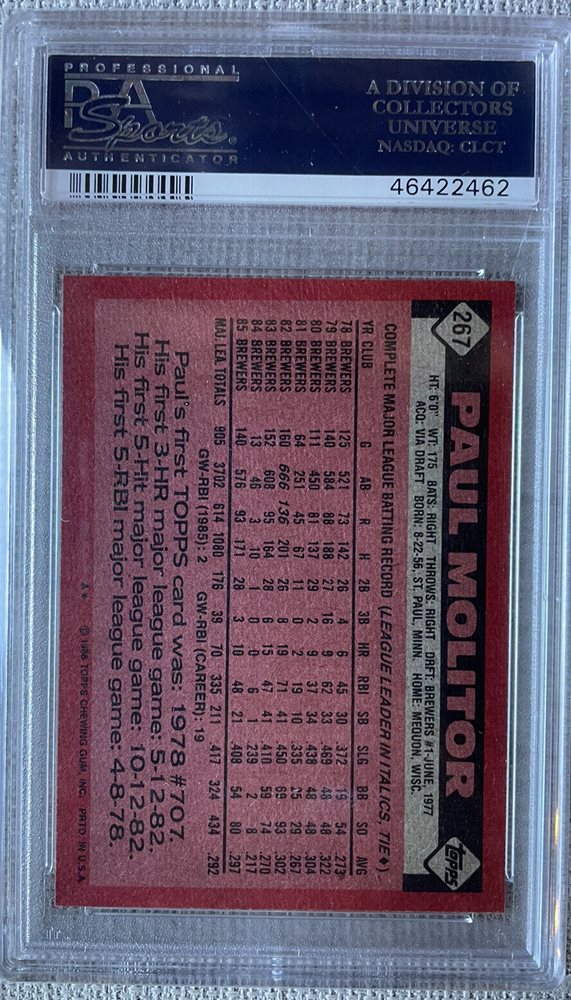 PROFESSIONAL
PSA
Sports.
AUTHENTICATOR
A DIVISION OF
COLLECTORS
UNIVERSE
NASDAQ: CLCT
46422462
267
PAUL MOLITOR
topps
HT: 6'0" WT: 175 BATS: RIGHT THROWS: RIGHT DRFT: BREWERS #1-JUNE, 1977
ACQ: VIA DRAFT BORN: 8-22-56, ST. PAUL, MINN. HOME: MEQUON, WISC.
COMPLETE MAJOR LEAGUE BATTING RECORD (LEAGUE LEADER IN ITALICS, TIE ♦)
YR CLUB G AB R H 2B 3B HR RBI SB SLG BB SO AVG
78 BREWERS 125 521 73 142 26 4 6 45 30 .372 19 54 .273
79 BREWERS 140 584 88 188 27 16 9 62 33 .469 48 48 .322
80 BREWERS 111 450 81 137 29 2 9 37 34 .438 48 48 .304
81 BREWERS 64 251 45 67 11 0 2 19 10 .335 25 29 .267
82 BREWERS 160 666 136 201 26 8 19 71 41 .450 69 93 .302
83 BREWERS 152 608 95 164 28 6 15 47 41 .410 59 74 .270
84 BREWERS 13 46 3 10 1 0 0 6 1 .239 2 8 .217
85 BREWERS 140 576 93 171 28 3 10 48 21 .408 54 80 .297
MAJ. LEA. TOTALS 905 3702 614 1080 176 39 70 335 211 .417 324 434 .292
GW-RBI (1985): 2 GW-RBI (CAREER): 19
Paul's first TOPPS card was: 1978 #707.
His first 3-HR major league game: 5-12-82.
His first 5-Hit major league game: 10-12-82.
His first 5-RBI major league game: 4-8-78.
© 1986 TOPPS CHEWING GUM, INC. PRTD. IN U.S.A.